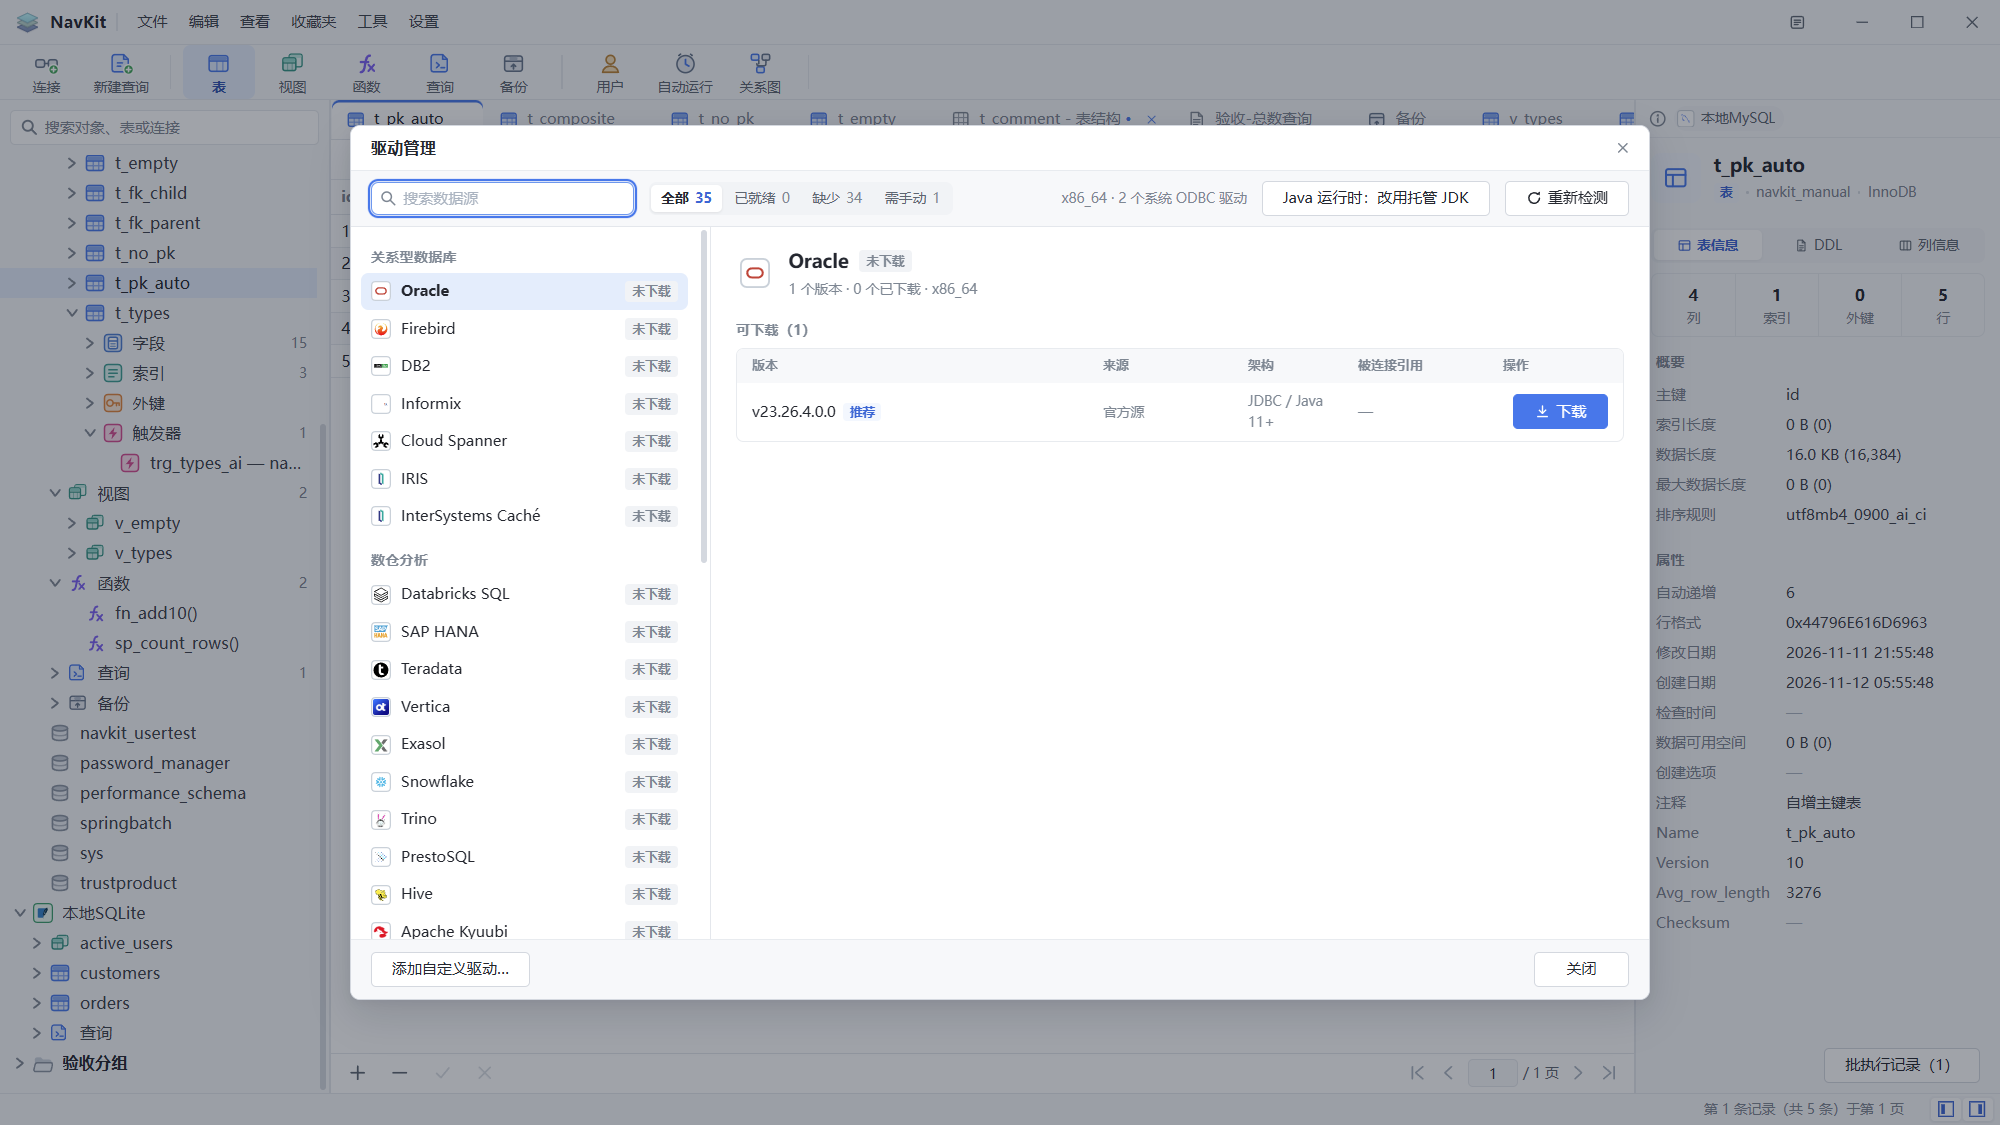 NavKit 文件 编辑 查看 收藏夹 工具 设置
连接 新建查询 表 视图 函数 查询 备份 用户 自动运行 关系图
搜索对象、表或连接
t_empty
t_fk_child
t_fk_parent
t_no_pk
t_pk_auto
t_types
字段 15
索引 3
外键
触发器 1
trg_types_ai — na...
视图 2
v_empty
v_types
函数 2
fn_add10()
sp_count_rows()
查询 1
备份
navkit_usertest
password_manager
performance_schema
springbatch
sys
trustproduct
本地SQLite
active_users
customers
orders
查询
验收分组
t_pk_auto t_composite t_no_pk t_empty t_comment - 表结构 • 验收-总数查询 备份 v_types
1
2
3
4
5
驱动管理
搜索数据源 全部 35 已就绪 0 缺少 34 需手动 1 x86_64 · 2 个系统 ODBC 驱动 Java 运行时：改用托管 JDK 重新检测
关系型数据库
Oracle 未下载
Firebird 未下载
DB2 未下载
Informix 未下载
Cloud Spanner 未下载
IRIS 未下载
InterSystems Caché 未下载
数仓分析
Databricks SQL 未下载
SAP HANA 未下载
Teradata 未下载
Vertica 未下载
Exasol 未下载
Snowflake 未下载
Trino 未下载
PrestoSQL 未下载
Hive 未下载
Apache Kyuubi 未下载
Oracle 未下载
1 个版本 · 0 个已下载 · x86_64
可下载（1）
版本 来源 架构 被连接引用 操作
v23.26.4.0.0 推荐 官方源 JDBC / Java 11+ — 下载
添加自定义驱动... 关闭
1 / 1 页
本地MySQL
t_pk_auto
表 · navkit_manual · InnoDB
表信息 DDL 列信息
4 1 0 5
列 索引 外键 行
概要
主键 id
索引长度 0 B (0)
数据长度 16.0 KB (16,384)
最大数据长度 0 B (0)
排序规则 utf8mb4_0900_ai_ci
属性
自动递增 6
行格式 0x44796E616D6963
修改日期 2026-11-11 21:55:48
创建日期 2026-11-12 05:55:48
检查时间 —
数据可用空间 0 B (0)
创建选项 —
注释 自增主键表
Name t_pk_auto
Version 10
Avg_row_length 3276
Checksum —
批执行记录（1）
第 1 条记录（共 5 条）于第 1 页